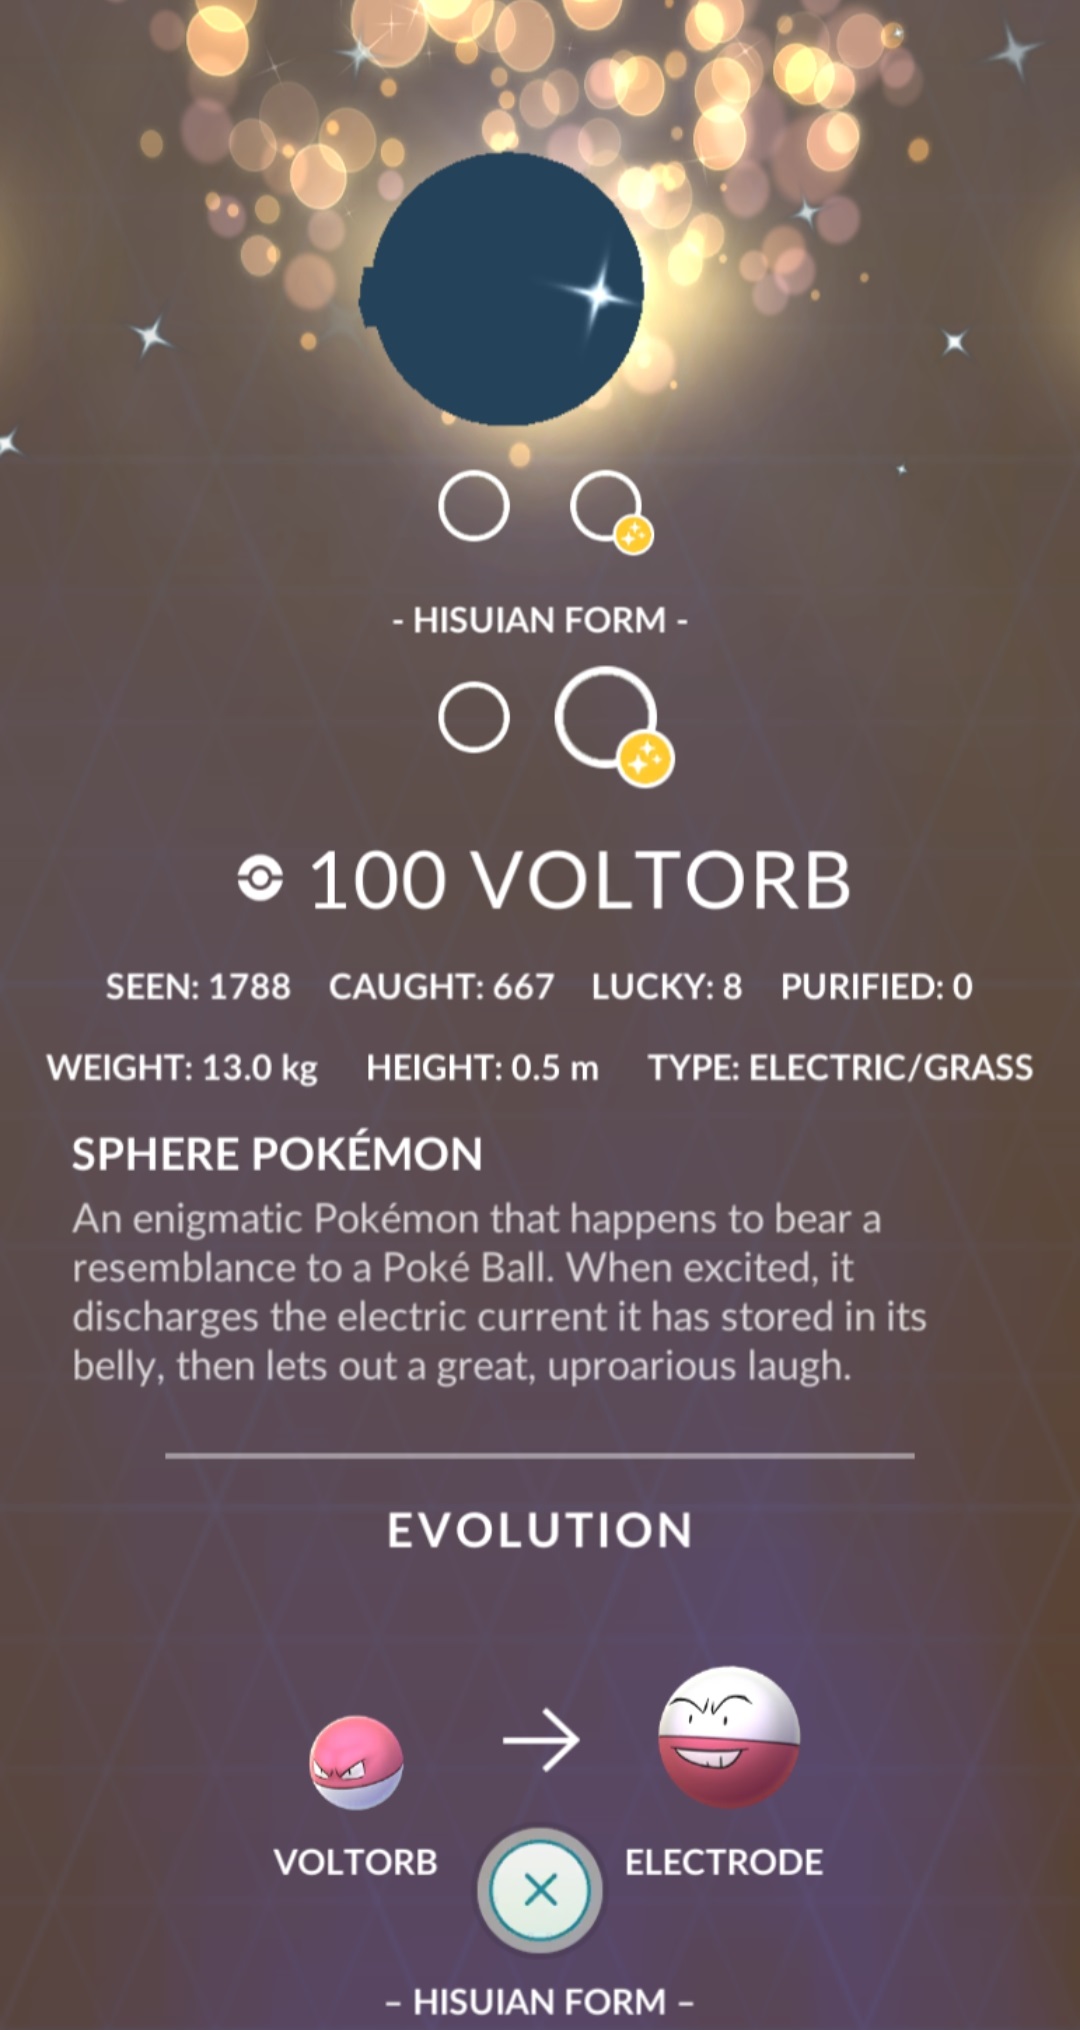 - HISUIAN FORM -
100 VOLTORB
SEEN: 1788 CAUGHT: 667 LUCKY: 8 PURIFIED: 0
WEIGHT: 13.0 kg HEIGHT: 0.5 m TYPE: ELECTRIC/GRASS
SPHERE POKÉMON
An enigmatic Pokémon that happens to bear a
resemblance to a Poké Ball. When excited, it
discharges the electric current it has stored in its
belly, then lets out a great, uproarious laugh.
EVOLUTION
VOLTORB ELECTRODE
– HISUIAN FORM –